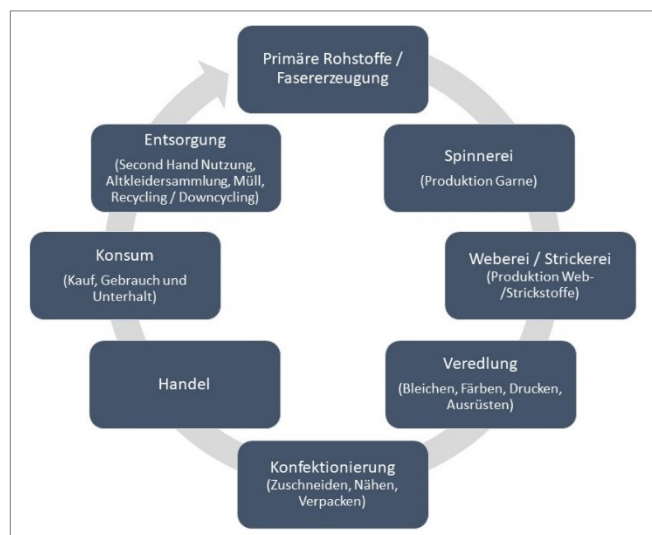 Primäre Rohstoffe /
Fasererzeugung
Spinnerei
(Produktion Garne)
Weberei / Strickerei
(Produktion Web-
/Strickstoffe)
Veredlung
(Bleichen, Färben, Drucken,
Ausrüsten)
Konfektionierung
(Zuschneiden, Nähen,
Verpacken)
Handel
Konsum
(Kauf, Gebrauch und
Unterhalt)
Entsorgung
(Second Hand Nutzung,
Altkleidersammlung, Müll,
Recycling / Downcycling)